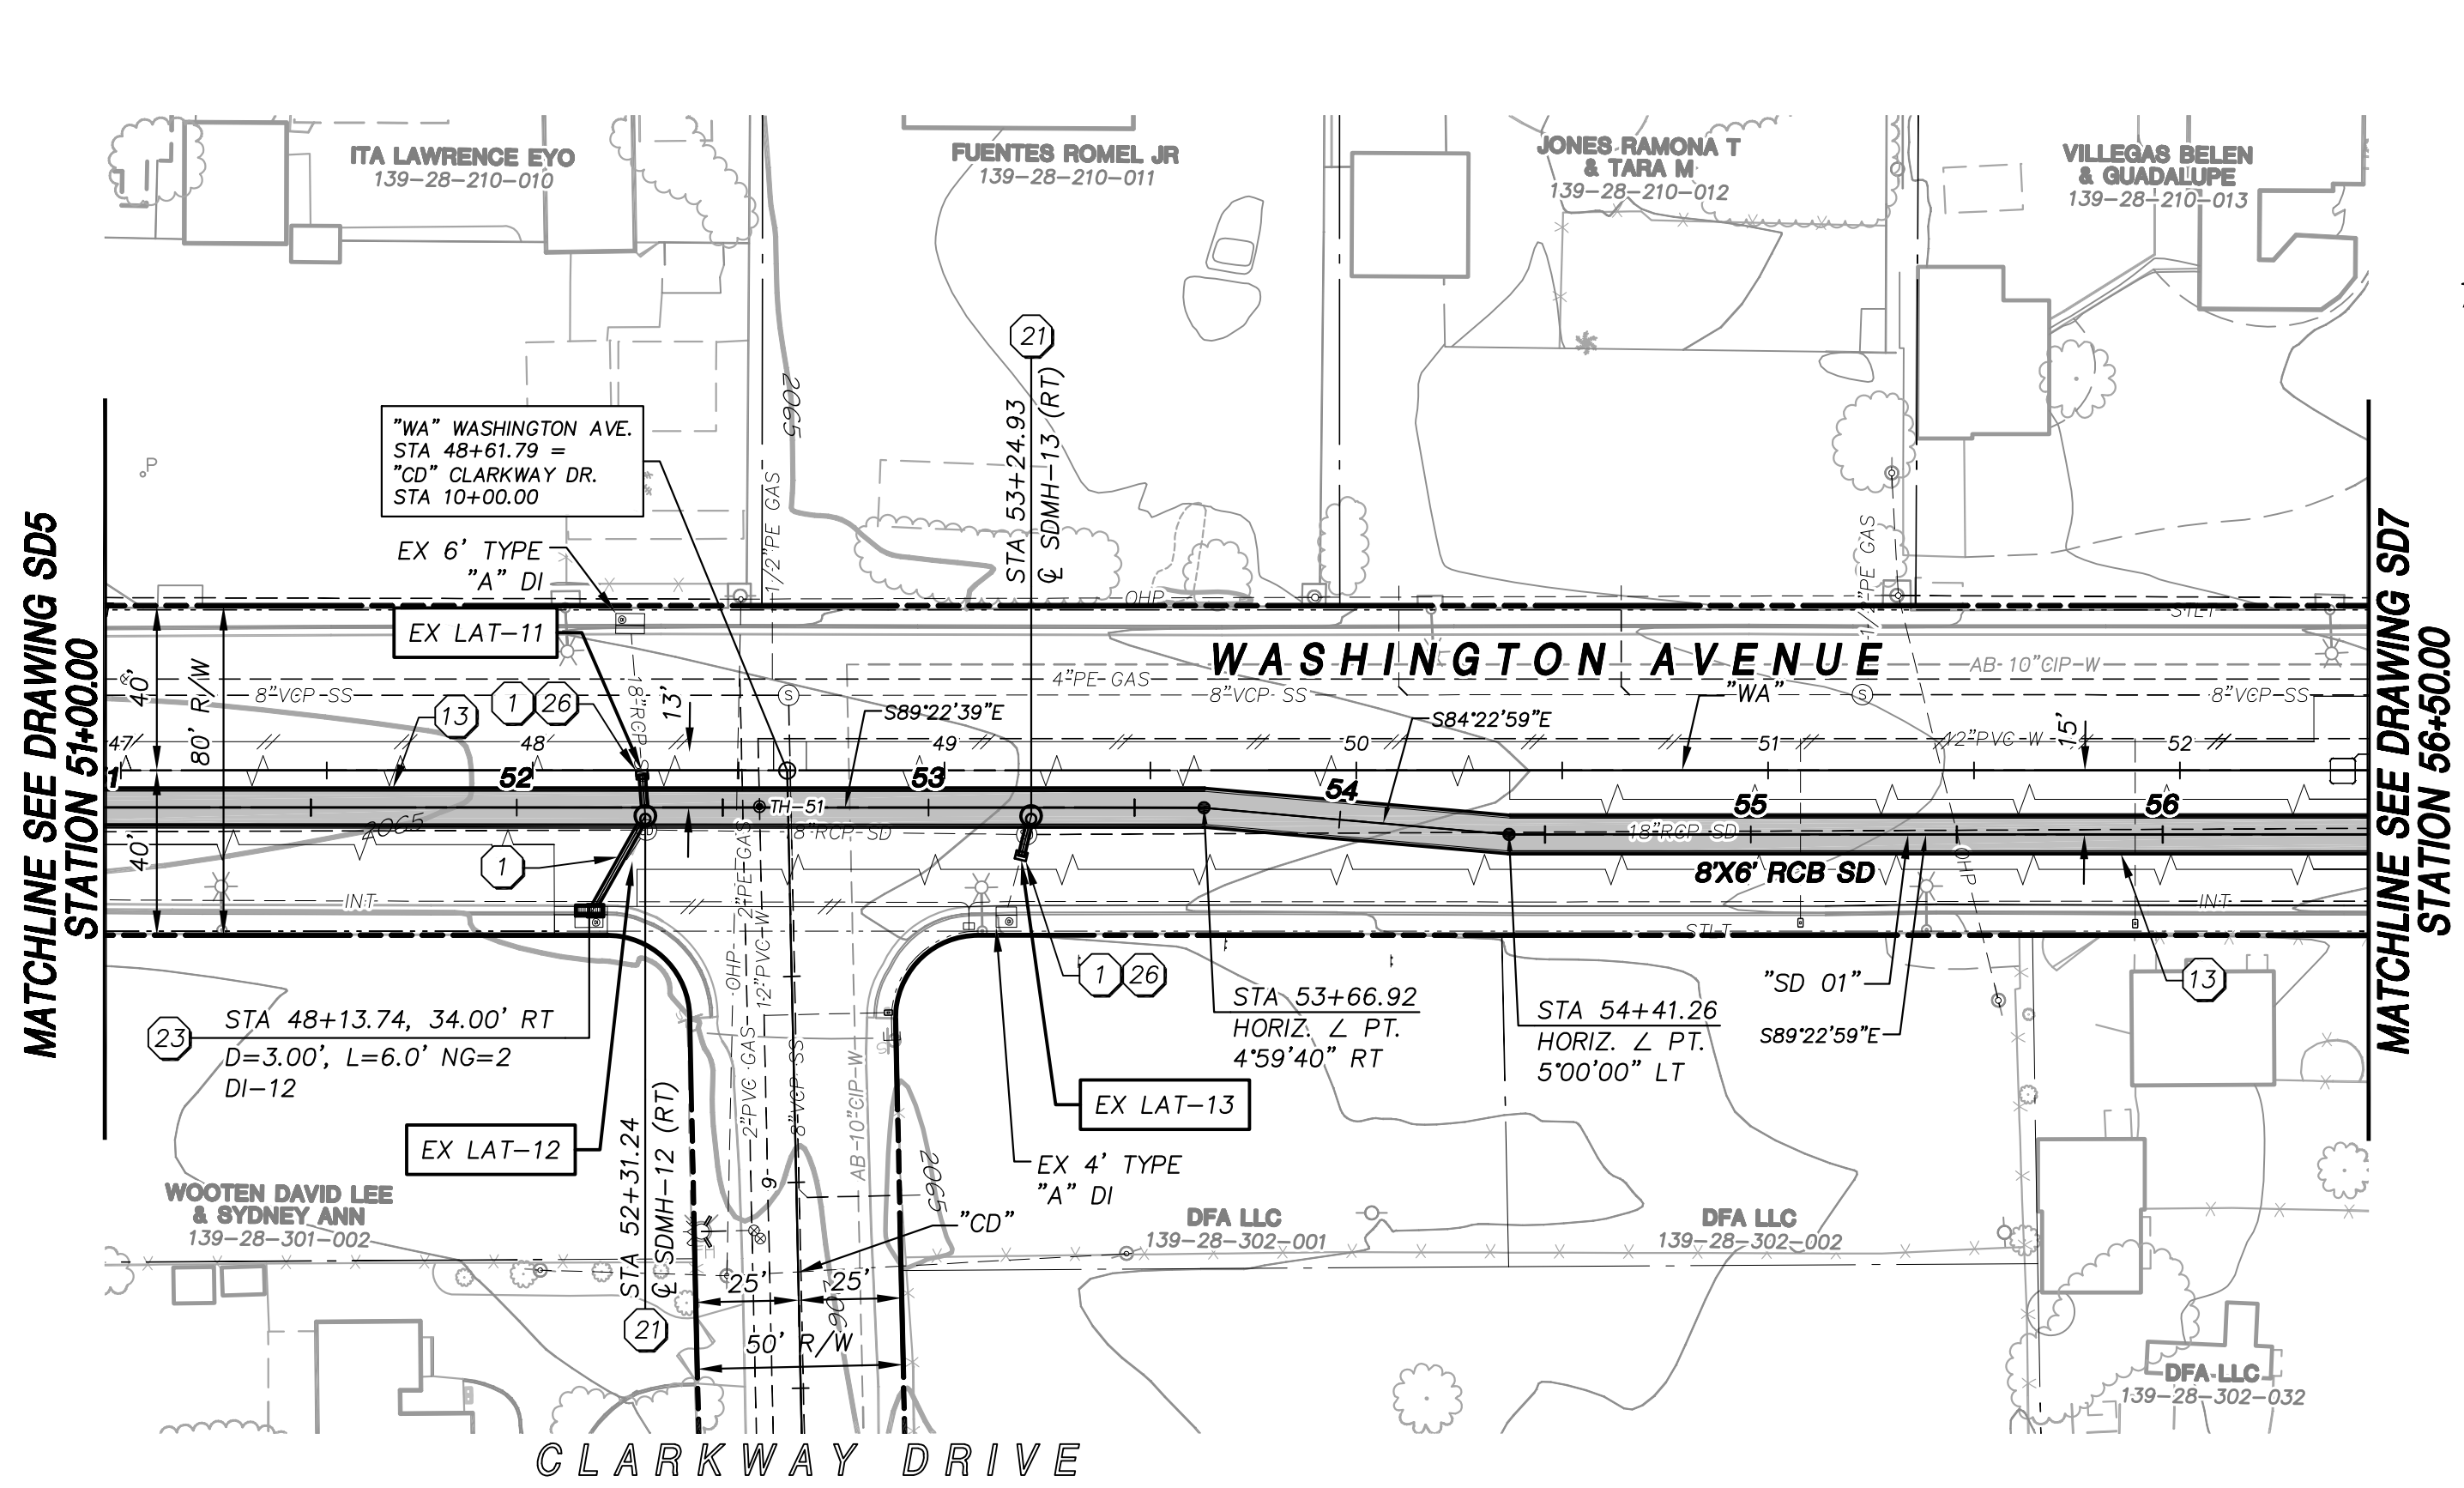 ITA LAWRENCE EYO
139-28-210-010
FUENTES ROMEL JR
139-28-210-011
JONES RAMONA T
& TARA M
139-28-210-012
VILLEGAS BELEN
& GUADALUPE
139-28-210-013
21
STA 53+24.93
℄ SDMH-13 (RT)
2065
"WA" WASHINGTON AVE.
STA 48+61.79 =
"CD" CLARKWAY DR.
STA 10+00.00
P
1/2"PE GAS
1/2"PE GAS
EX 6' TYPE
"A" DI
MATCHLINE SEE DRAWING SD5
STATION 51+00.00
MATCHLINE SEE DRAWING SD7
STATION 56+50.00
OHP
STLT
EX LAT-11
WASHINGTON AVENUE
40'
80' R/W
8"VCP-SS
1
26
18"RCP
13'
4"PE-GAS
8"VCP-SS
"WA"
AB-10"CIP-W
8"VCP-SS
13
S89°22'39"E
S84°22'59"E
15'
47
48
49
50
51
12"PVC-W
52
1
52
53
54
55
56
TH-51
2065
8"RCP-SD
18"RCP SD
40'
1
8'X6' RCB SD
OHP
INT
INT
STLT
2"PE-GAS
12"PVC-W
OHP
1
26
"SD 01"
13
S89°22'59"E
STA 53+66.92
HORIZ. ∠ PT.
4°59'40" RT
STA 54+41.26
HORIZ. ∠ PT.
5°00'00" LT
23
STA 48+13.74, 34.00' RT
D=3.00', L=6.0' NG=2
DI-12
2"PVC GAS
8"VCP-SS
AB-10"CIP-W
EX LAT-13
EX LAT-12
STA 52+31.24
℄ SDMH-12 (RT)
21
EX 4' TYPE
"A" DI
2065
9
"CD"
WOOTEN DAVID LEE
& SYDNEY ANN
139-28-301-002
DFA LLC
139-28-302-001
DFA LLC
139-28-302-002
25'
25'
2066
50' R/W
DFA LLC
139-28-302-032
CLARKWAY DRIVE